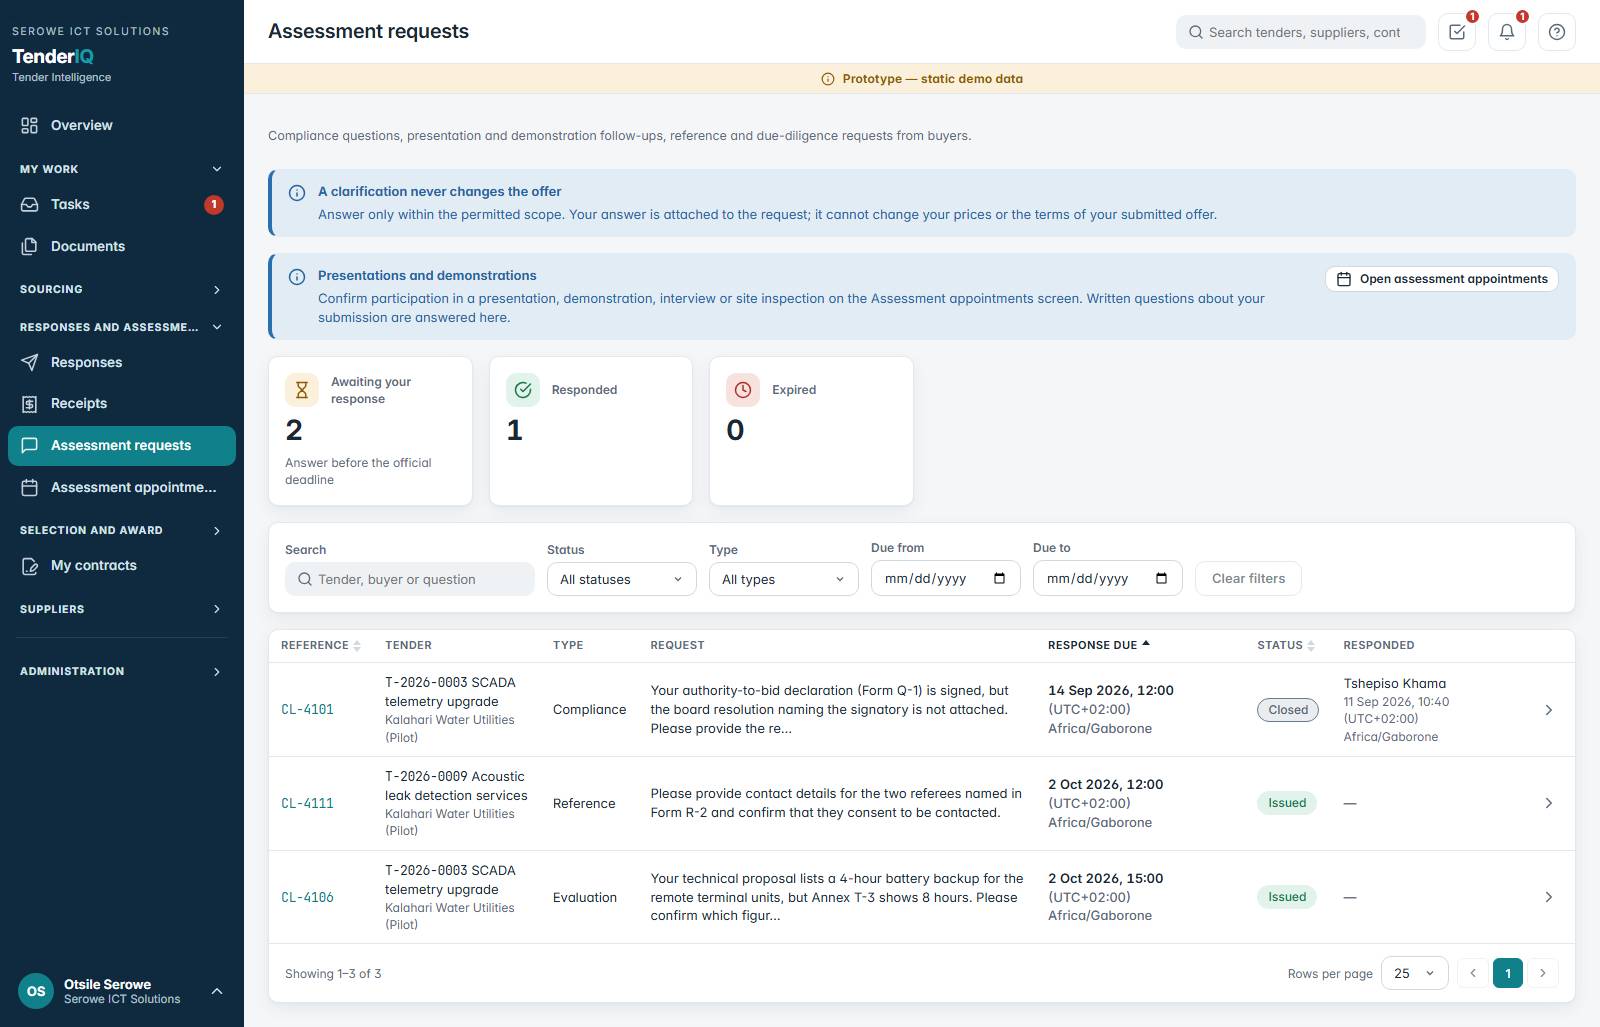 SEROWE ICT SOLUTIONS
TenderIQ
Tender Intelligence
Overview
MY WORK
Tasks
1
Documents
SOURCING
RESPONSES AND ASSESSME...
Responses
Receipts
Assessment requests
Assessment appointme...
SELECTION AND AWARD
My contracts
SUPPLIERS
ADMINISTRATION
OS
Otsile Serowe
Serowe ICT Solutions
Assessment requests
Search tenders, suppliers, cont
1
1
Prototype — static demo data
Compliance questions, presentation and demonstration follow-ups, reference and due-diligence requests from buyers.
A clarification never changes the offer
Answer only within the permitted scope. Your answer is attached to the request; it cannot change your prices or the terms of your submitted offer.
Presentations and demonstrations
Confirm participation in a presentation, demonstration, interview or site inspection on the Assessment appointments screen. Written questions about your
submission are answered here.
Open assessment appointments
Awaiting your
response
2
Answer before the official
deadline
Responded
1
Expired
0
Search
Tender, buyer or question
Status
All statuses
Type
All types
Due from
mm/dd/yyyy
Due to
mm/dd/yyyy
Clear filters
REFERENCE TENDER TYPE REQUEST RESPONSE DUE STATUS RESPONDED
CL-4101
T-2026-0003 SCADA
telemetry upgrade
Kalahari Water Utilities
(Pilot)
Compliance
Your authority-to-bid declaration (Form Q-1) is signed, but
the board resolution naming the signatory is not attached.
Please provide the re...
14 Sep 2026, 12:00
(UTC+02:00)
Africa/Gaborone
Closed
Tshepiso Khama
11 Sep 2026, 10:40
(UTC+02:00)
Africa/Gaborone
CL-4111
T-2026-0009 Acoustic
leak detection services
Kalahari Water Utilities
(Pilot)
Reference
Please provide contact details for the two referees named in
Form R-2 and confirm that they consent to be contacted.
2 Oct 2026, 12:00
(UTC+02:00)
Africa/Gaborone
Issued
—
CL-4106
T-2026-0003 SCADA
telemetry upgrade
Kalahari Water Utilities
(Pilot)
Evaluation
Your technical proposal lists a 4-hour battery backup for the
remote terminal units, but Annex T-3 shows 8 hours. Please
confirm which figur...
2 Oct 2026, 15:00
(UTC+02:00)
Africa/Gaborone
Issued
—
Showing 1–3 of 3
Rows per page
25
1